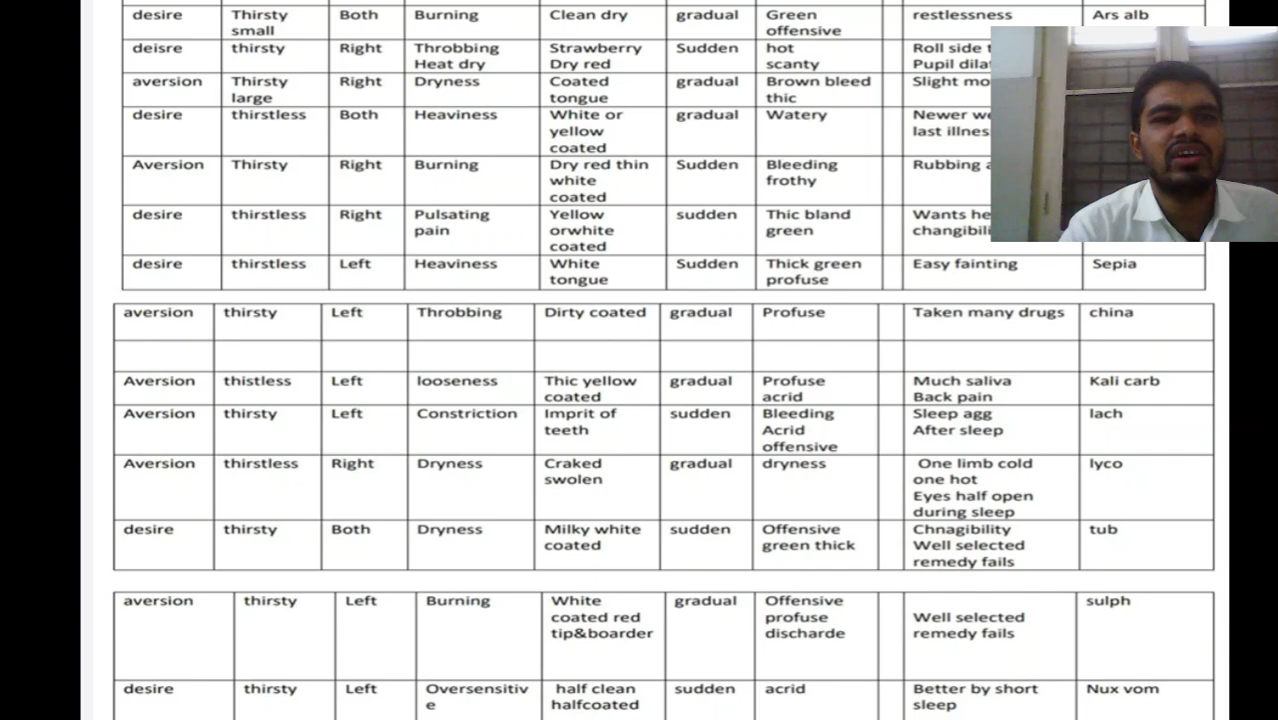 desire Thirsty Both Burning Clean dry gradual Green restlessness Ars alb
small offensive
deisre thirsty Right Throbbing Strawberry Sudden hot Roll side
Heat dry Dry red scanty Pupil
aversion Thirsty Right Dryness Coated gradual Brown bleed Slight
large tongue thic
desire thirstless Both Heaviness White or gradual Watery Newer
yellow last
coated
Aversion Thirsty Right Burning Dry red thin Sudden Bleeding Rubbing
white frothy
coated
desire thirstless Right Pulsating Yellow sudden Thic bland Wants
pain orwhite green
coated
desire thirstless Left Heaviness White Sudden Thick green Easy fainting Sepia
tongue profuse
aversion thirsty Left Throbbing Dirty coated gradual Profuse Taken many drugs china
Aversion thistless Left looseness Thic yellow gradual Profuse Much saliva Kali carb
coated acrid Back pain
Aversion thirsty Left Constriction Imprit of sudden Bleeding Sleep agg lach
teeth Acrid After sleep
offensive
Aversion thirstless Right Dryness Craked gradual dryness One limb cold lyco
swolen one hot
Eyes half open
during sleep
desire thirsty Both Dryness Milky white sudden Offensive Chnagibility tub
coated green thick Well selected
remedy fails
aversion thirsty Left Burning White gradual Offensive sulph
coated red profuse Well selected
tip&boarder discharde remedy fails
desire thirsty Left Oversensitiv half clean sudden acrid Better by short Nux vom
e halfcoated sleep